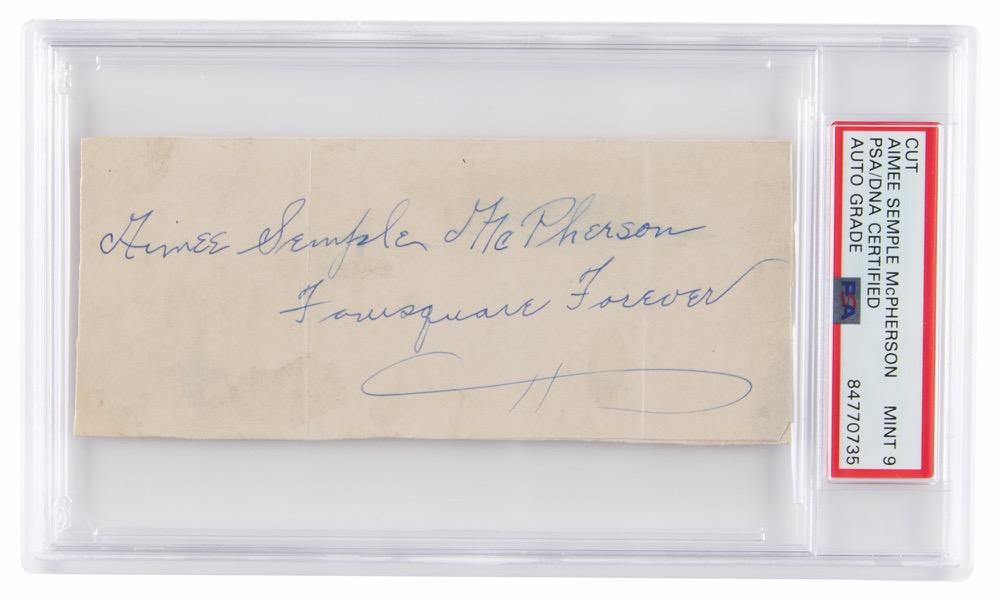 Aimee Semple McPherson
Foursquare Forever
CUT
AIMEE SEMPLE McPHERSON MINT 9
PSA/DNA CERTIFIED
AUTO GRADE 84770735
PSA